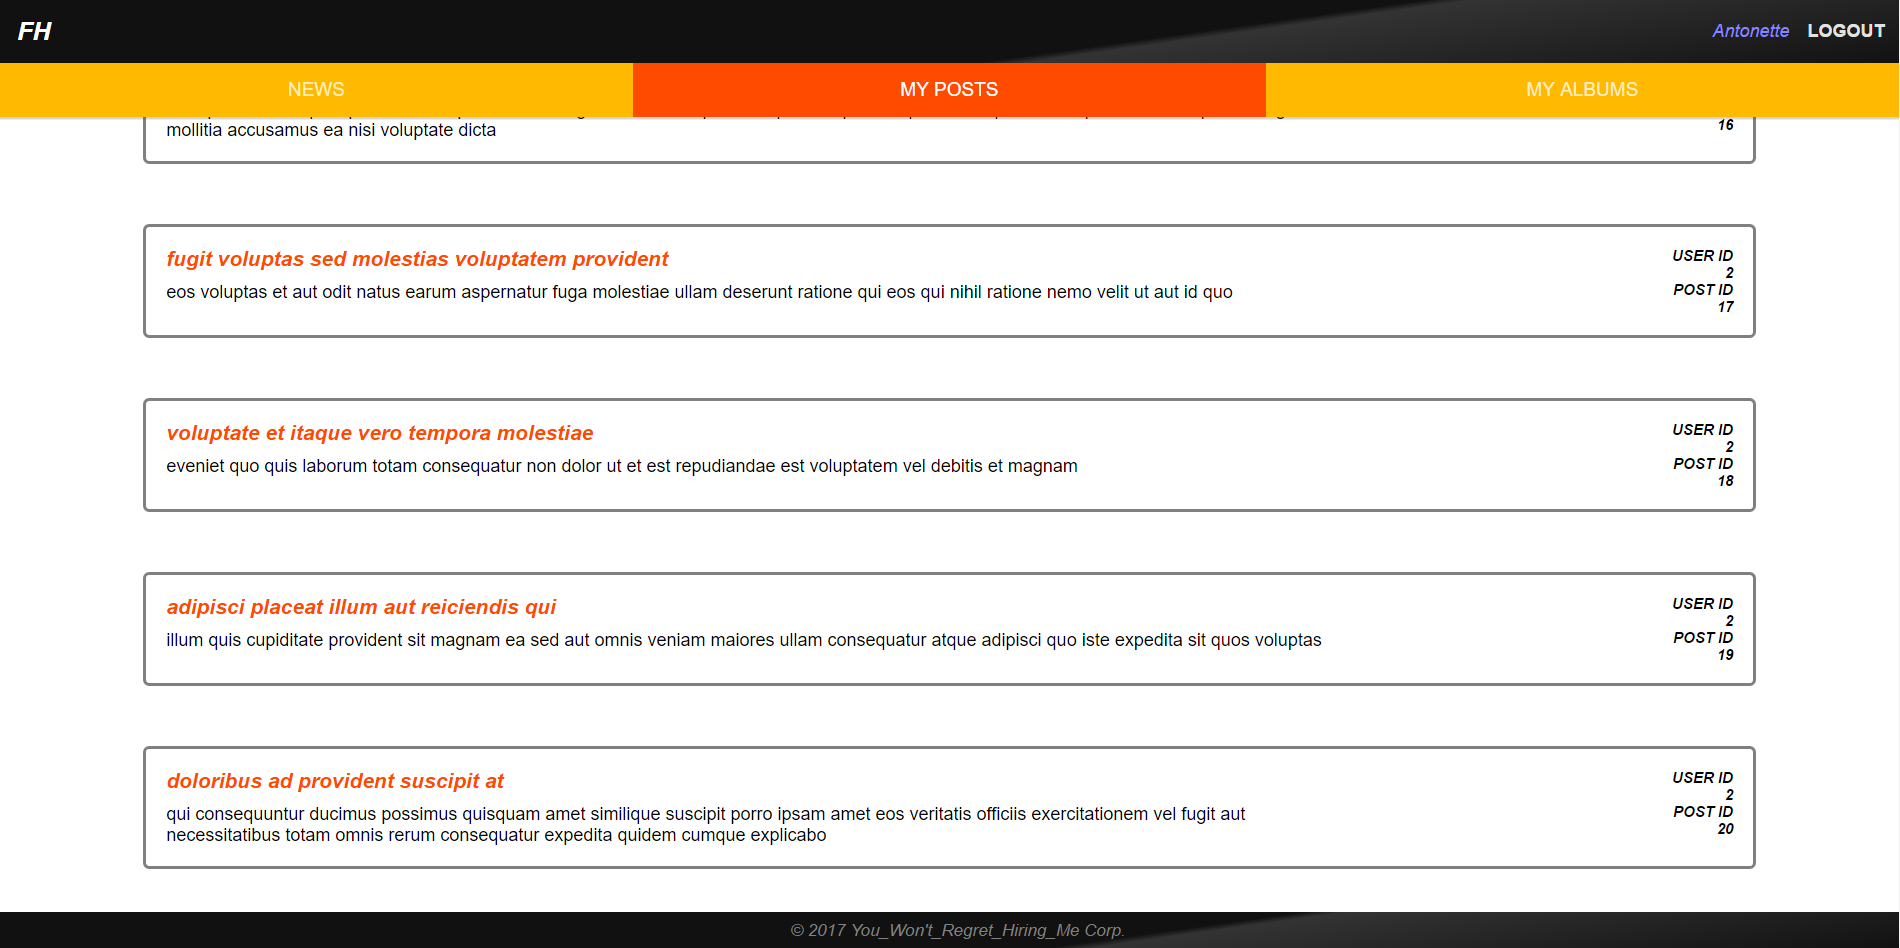 FH
Antonette LOGOUT
NEWS MY POSTS MY ALBUMS
mollitia accusamus ea nisi voluptate dicta
16
fugit voluptas sed molestias voluptatem provident
eos voluptas et aut odit natus earum aspernatur fuga molestiae ullam deserunt ratione qui eos qui nihil ratione nemo velit ut aut id quo
USER ID
2
POST ID
17
voluptate et itaque vero tempora molestiae
eveniet quo quis laborum totam consequatur non dolor ut et est repudiandae est voluptatem vel debitis et magnam
USER ID
2
POST ID
18
adipisci placeat illum aut reiciendis qui
illum quis cupiditate provident sit magnam ea sed aut omnis veniam maiores ullam consequatur atque adipisci quo iste expedita sit quos voluptas
USER ID
2
POST ID
19
doloribus ad provident suscipit at
qui consequuntur ducimus possimus quisquam amet similique suscipit porro ipsam amet eos veritatis officiis exercitationem vel fugit aut
necessitatibus totam omnis rerum consequatur expedita quidem cumque explicabo
USER ID
2
POST ID
20
© 2017 You_Won't_Regret_Hiring_Me Corp.